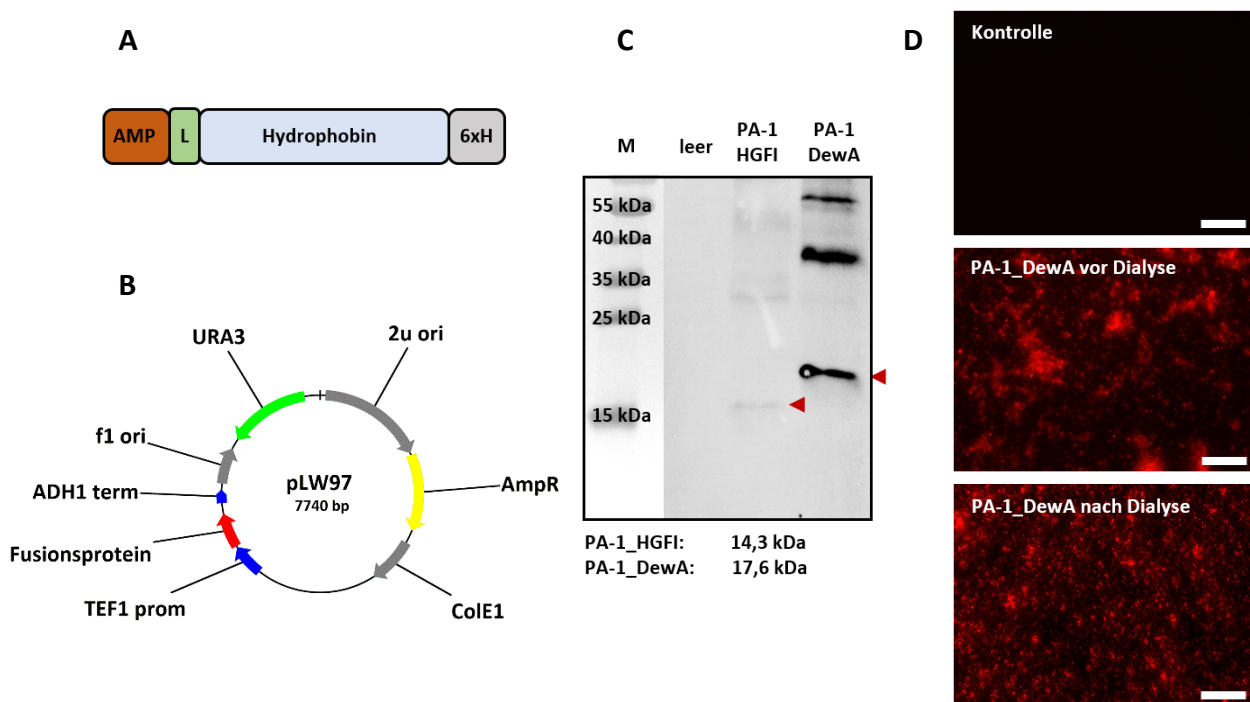 A
AMP L Hydrophobin 6xH
B
URA3
2u ori
f1 ori
ADH1 term
pLW97
7740 bp
AmpR
Fusionsprotein
TEF1 prom
ColE1
C
M
leer
PA-1
HGFI
PA-1
DewA
55 kDa
40 kDa
35 kDa
25 kDa
15 kDa
PA-1_HGFI: 14,3 kDa
PA-1_DewA: 17,6 kDa
D
Kontrolle
PA-1_DewA vor Dialyse
PA-1_DewA nach Dialyse